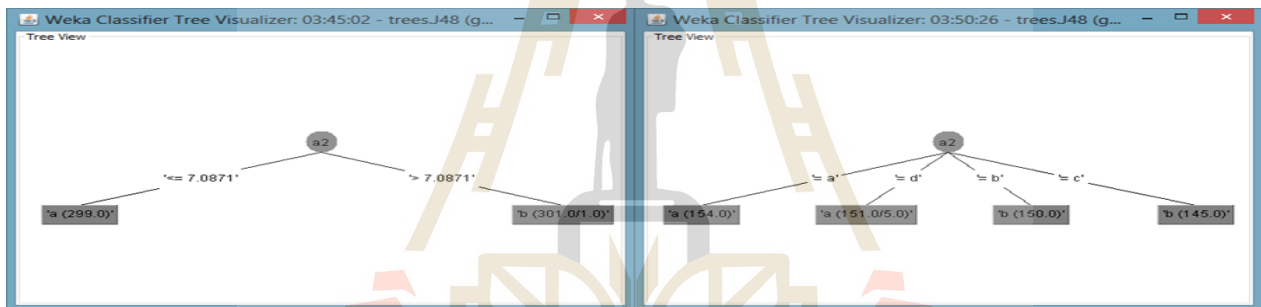 Weka Classifier Tree Visualizer: 03:45:02 - trees.J48 (g...
Tree View
a2
'<= 7.0871'
'> 7.0871'
'a (299.0)'
'b (301.0/1.0)'
Weka Classifier Tree Visualizer: 03:50:26 - trees.J48 (g...
Tree View
a2
'= a'
'= d'
'= b'
'= c'
'a (154.0)'
'a (151.0/5.0)'
'b (150.0)'
'b (145.0)'